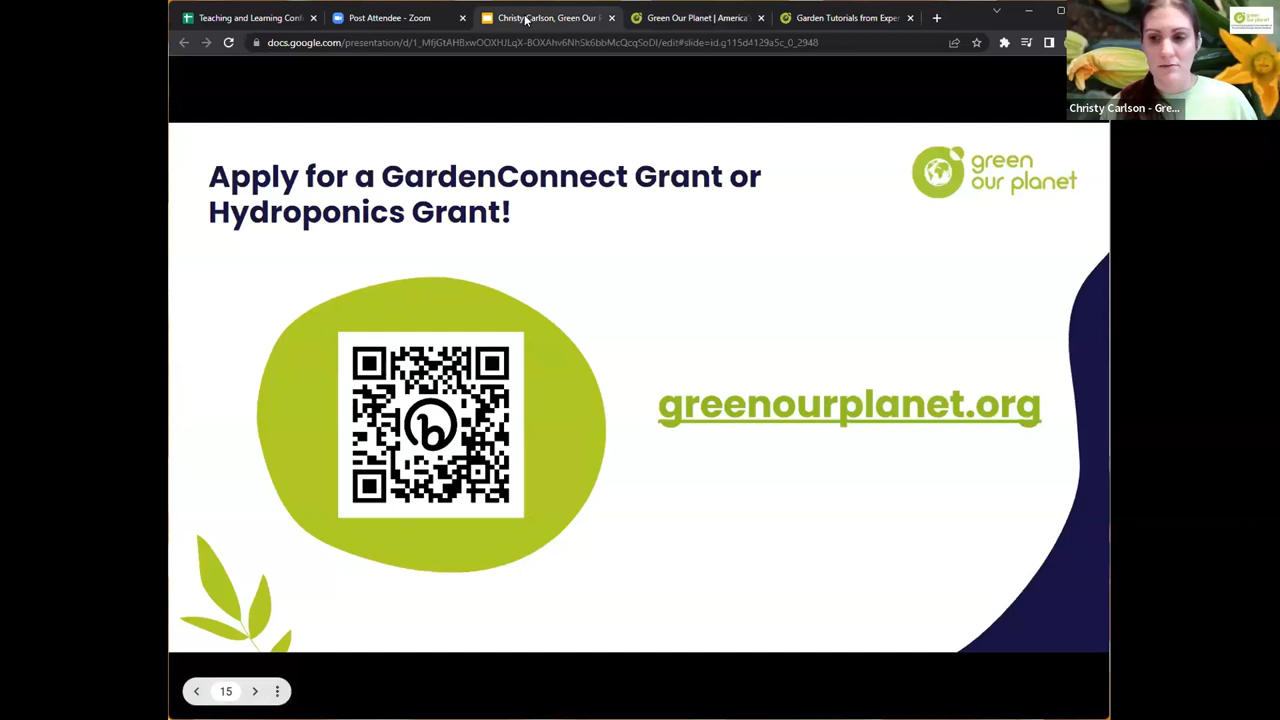 Teaching and Learning Conf
Post Attendee - Zoom
Christy Carlson, Green Our P
Green Our Planet | America'
Garden Tutorials from Exper
Christy Carlson - Gre...
Apply for a GardenConnect Grant or
Hydroponics Grant!
green
our planet
greenourplanet.org
15